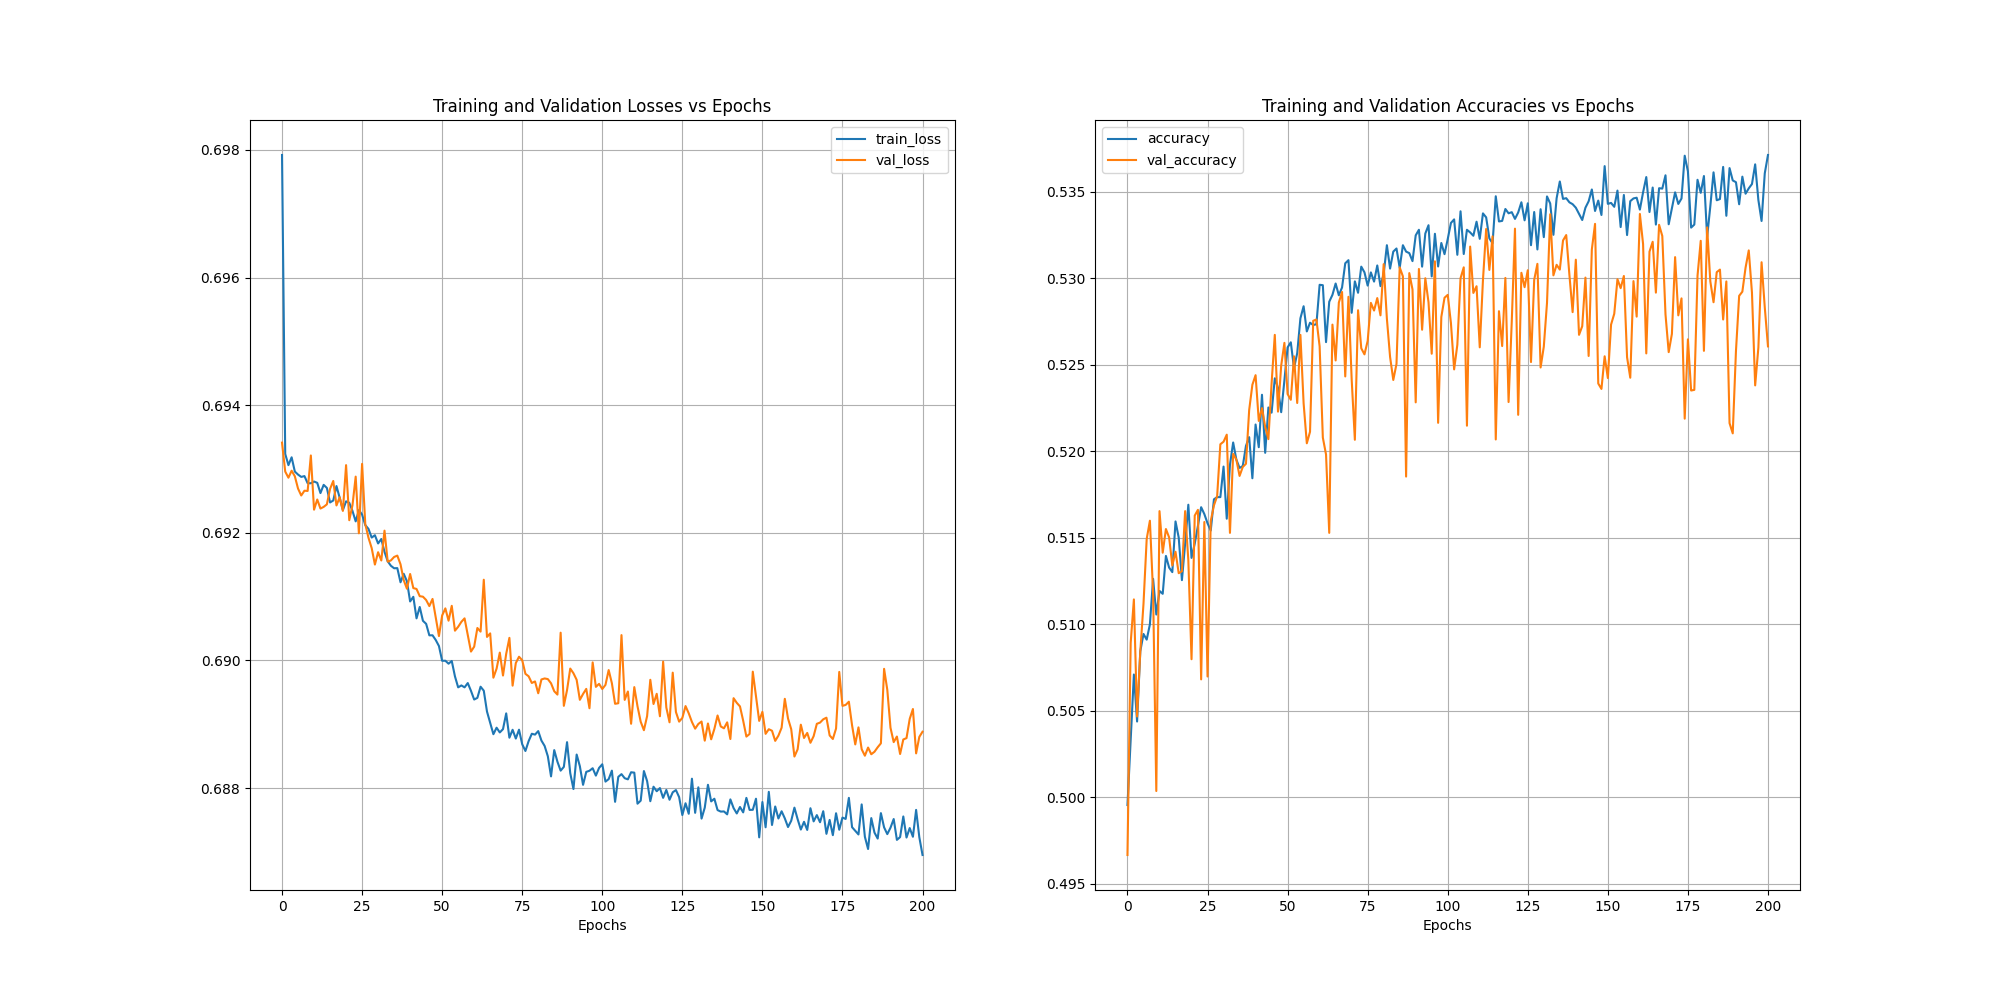 Training and Validation Losses vs Epochs
train_loss
val_loss
0.698
0.696
0.694
0.692
0.690
0.688
0 25 50 75 100 125 150 175 200
Epochs
Training and Validation Accuracies vs Epochs
accuracy
val_accuracy
0.535
0.530
0.525
0.520
0.515
0.510
0.505
0.500
0.495
0 25 50 75 100 125 150 175 200
Epochs